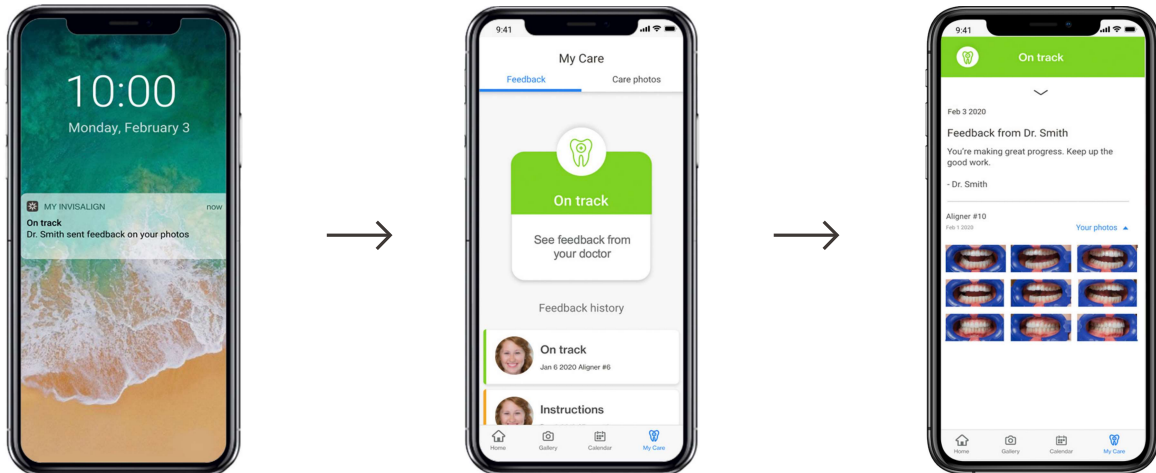 10:00
Monday, February 3
MY INVISALIGN now
On track
Dr. Smith sent feedback on your photos
9:41
My Care
Feedback Care photos
On track
See feedback from
your doctor
Feedback history
On track
Jan 6 2020 Aligner #6
Instructions
Home Gallery Calendar My Care
9:41
On track
Feb 3 2020
Feedback from Dr. Smith
You're making great progress. Keep up the
good work.
- Dr. Smith
Aligner #10
Feb 1 2020 Your photos
Home Gallery Calendar My Care